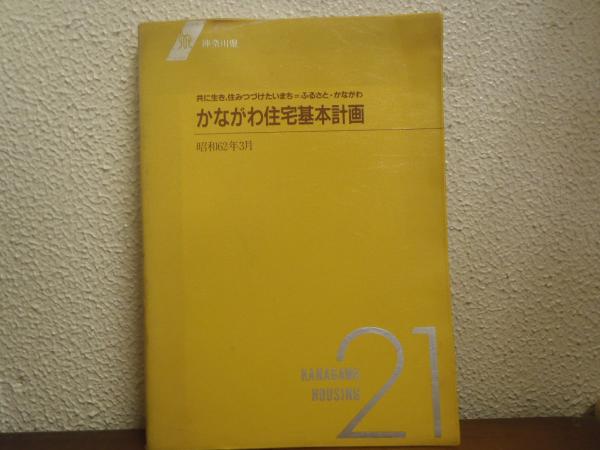 神奈川県
共に生き、住みつづけたいまち=ふるさと・かながわ
かながわ住宅基本計画
昭和62年3月
KANAGAWA
HOUSING
21